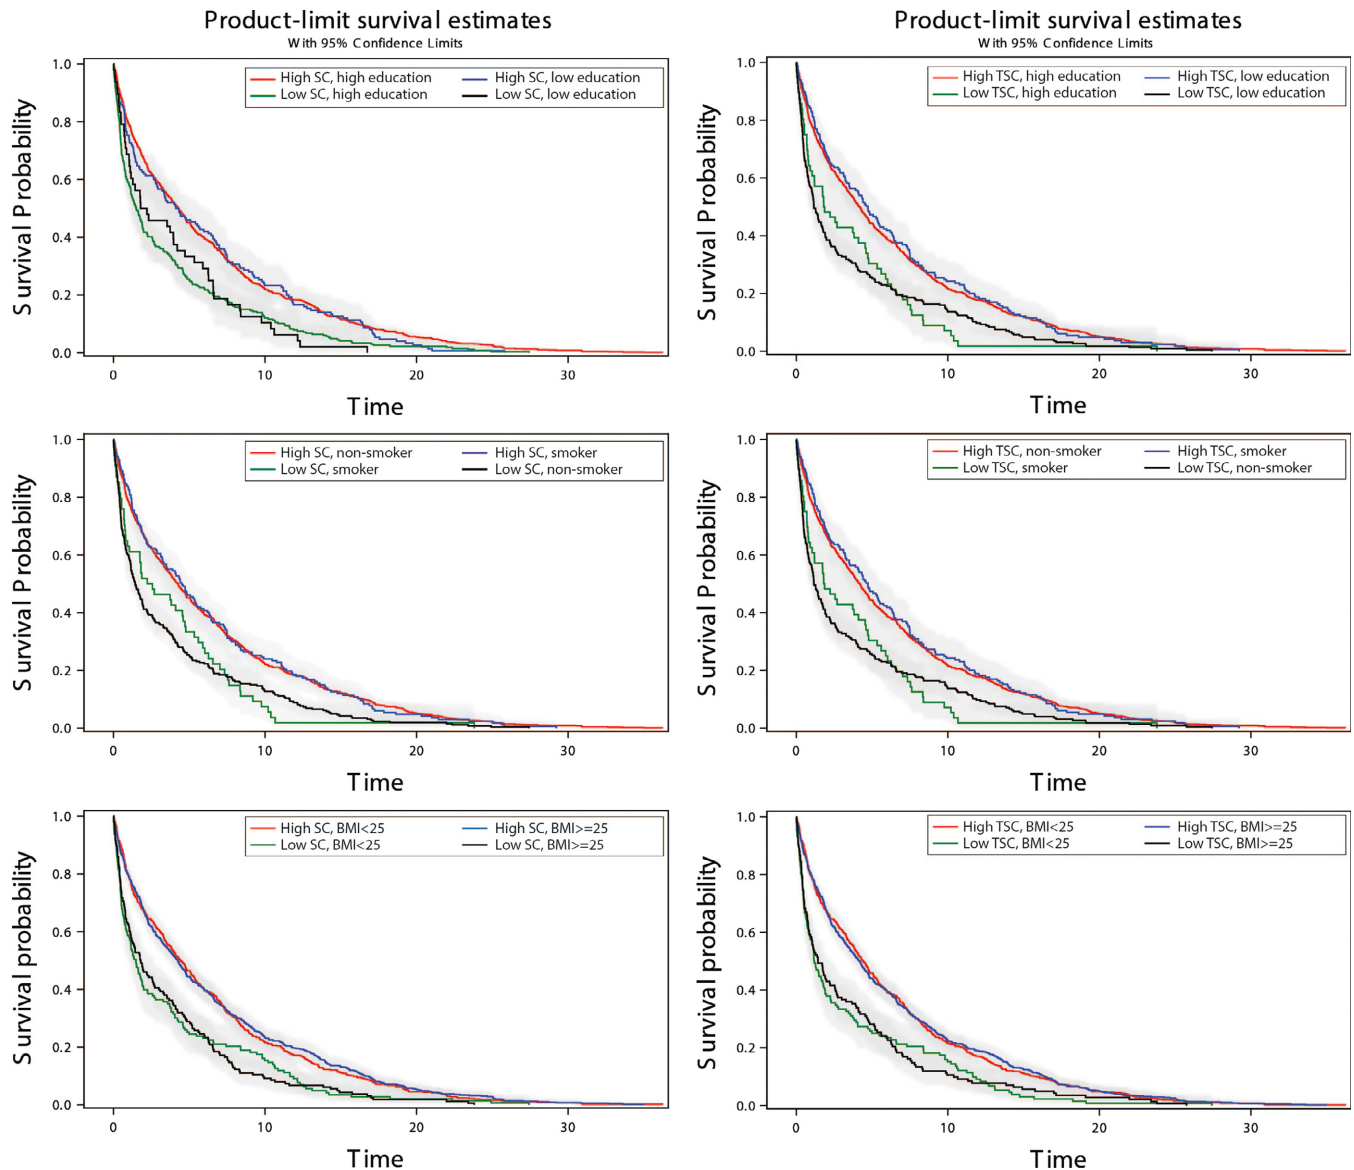 Product-limit survival estimates
With 95% Confidence Limits
High SC, high education High SC, low education
Low SC, high education Low SC, low education
Survival Probability
1.0
0.8
0.6
0.4
0.2
0.0
0 10 20 30
Time
Product-limit survival estimates
With 95% Confidence Limits
High TSC, high education High TSC, low education
Low TSC, high education Low TSC, low education
Survival Probability
1.0
0.8
0.6
0.4
0.2
0.0
0 10 20 30
Time
High SC, non-smoker High SC, smoker
Low SC, smoker Low SC, non-smoker
Survival Probability
1.0
0.8
0.6
0.4
0.2
0.0
0 10 20 30
Time
High TSC, non-smoker High TSC, smoker
Low TSC, smoker Low TSC, non-smoker
Survival Probability
1.0
0.8
0.6
0.4
0.2
0.0
0 10 20 30
Time
High SC, BMI<25 High SC, BMI>=25
Low SC, BMI<25 Low SC, BMI>=25
Survival probability
1.0
0.8
0.6
0.4
0.2
0.0
0 10 20 30
Time
High TSC, BMI<25 High TSC, BMI>=25
Low TSC, BMI<25 Low TSC, BMI>=25
Survival probability
1.0
0.8
0.6
0.4
0.2
0.0
0 10 20 30
Time